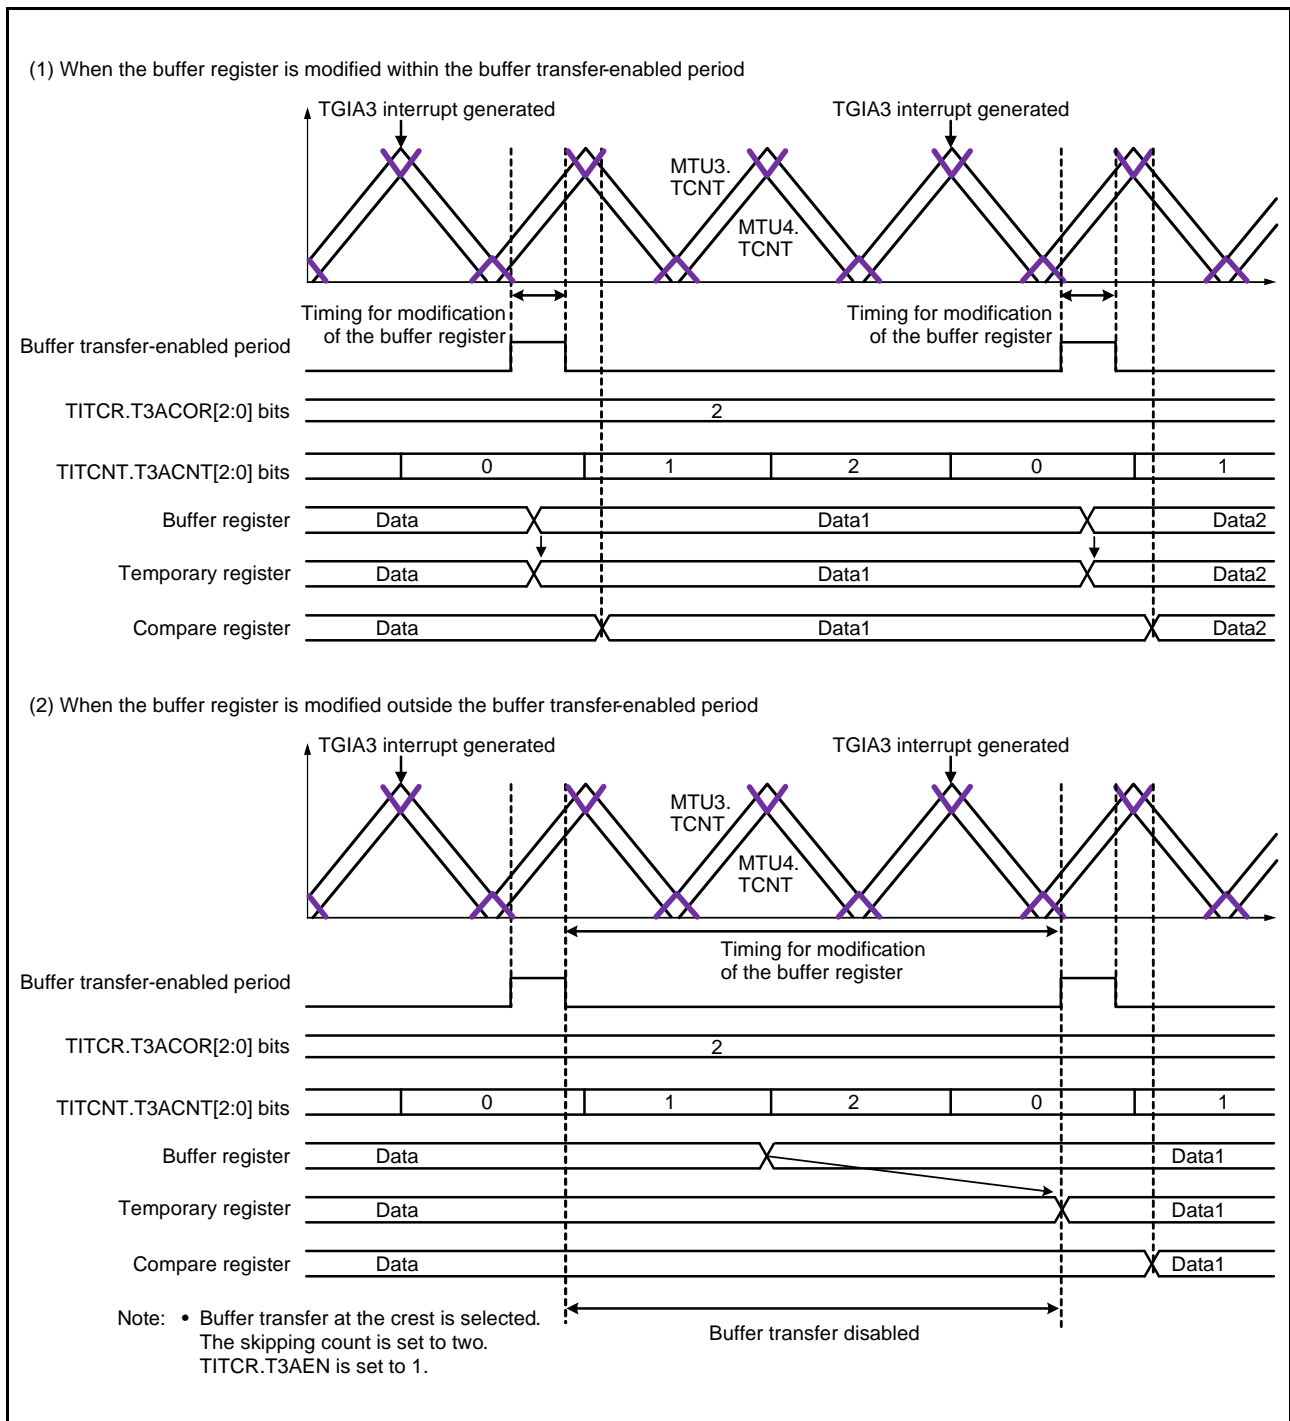 (1) When the buffer register is modified within the buffer transfer-enabled period
TGIA3 interrupt generated
TGIA3 interrupt generated
MTU3.
TCNT
MTU4.
TCNT
Timing for modification
of the buffer register
Timing for modification
of the buffer register
Buffer transfer-enabled period
TITCR.T3ACOR[2:0] bits
2
TITCNT.T3ACNT[2:0] bits
0
1
2
0
1
Buffer register
Data
Data1
Data2
Temporary register
Data
Data1
Data2
Compare register
Data
Data1
Data2
(2) When the buffer register is modified outside the buffer transfer-enabled period
TGIA3 interrupt generated
TGIA3 interrupt generated
MTU3.
TCNT
MTU4.
TCNT
Timing for modification
of the buffer register
Buffer transfer-enabled period
TITCR.T3ACOR[2:0] bits
2
TITCNT.T3ACNT[2:0] bits
0
1
2
0
1
Buffer register
Data
Data1
Temporary register
Data
Data1
Compare register
Data
Data1
Note: • Buffer transfer at the crest is selected.
The skipping count is set to two.
TITCR.T3AEN is set to 1.
Buffer transfer disabled